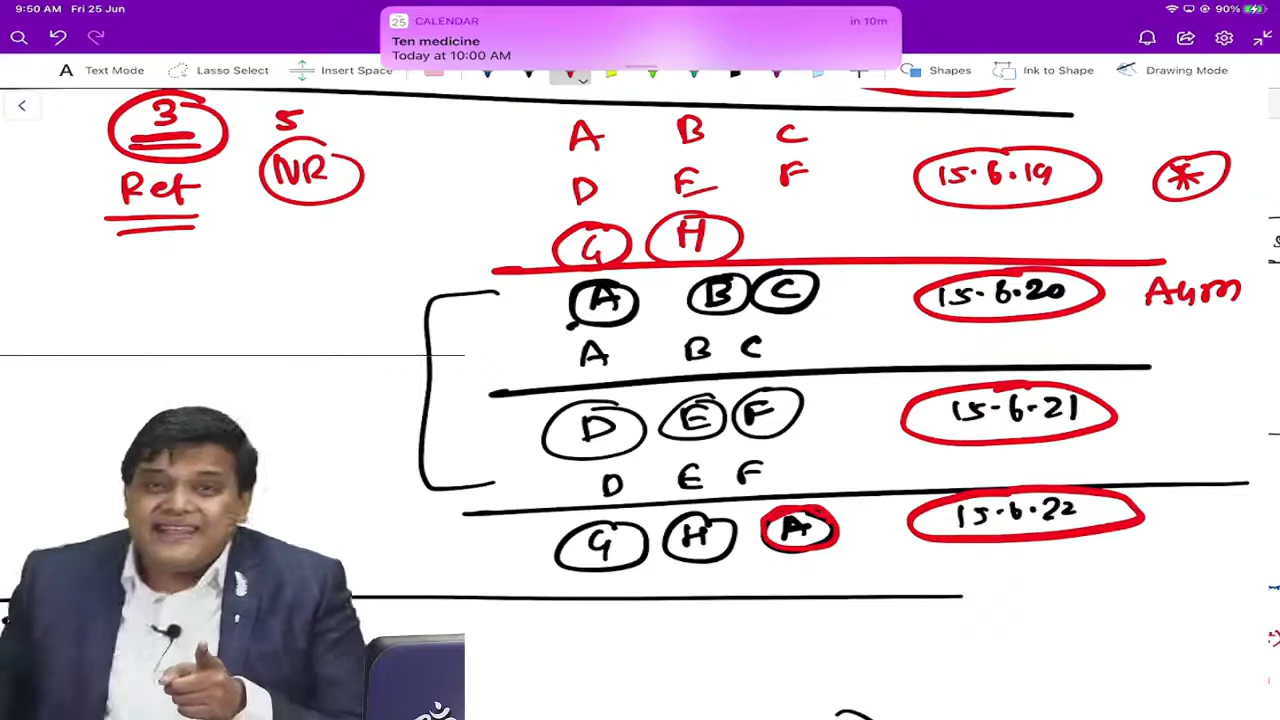 9:50 AM Fri 25 Jun
90%
25 CALENDAR
in 10m
Ten medicine
Today at 10:00 AM
A Text Mode
Lasso Select
Insert Space
Shapes
Ink to Shape
Drawing Mode
3 5
Ref NR
A B C
D E F 15.6.19 *
G H
A B C 15.6.20
A B C
D E F 15.6.21
D E F
G H A 15.6.22